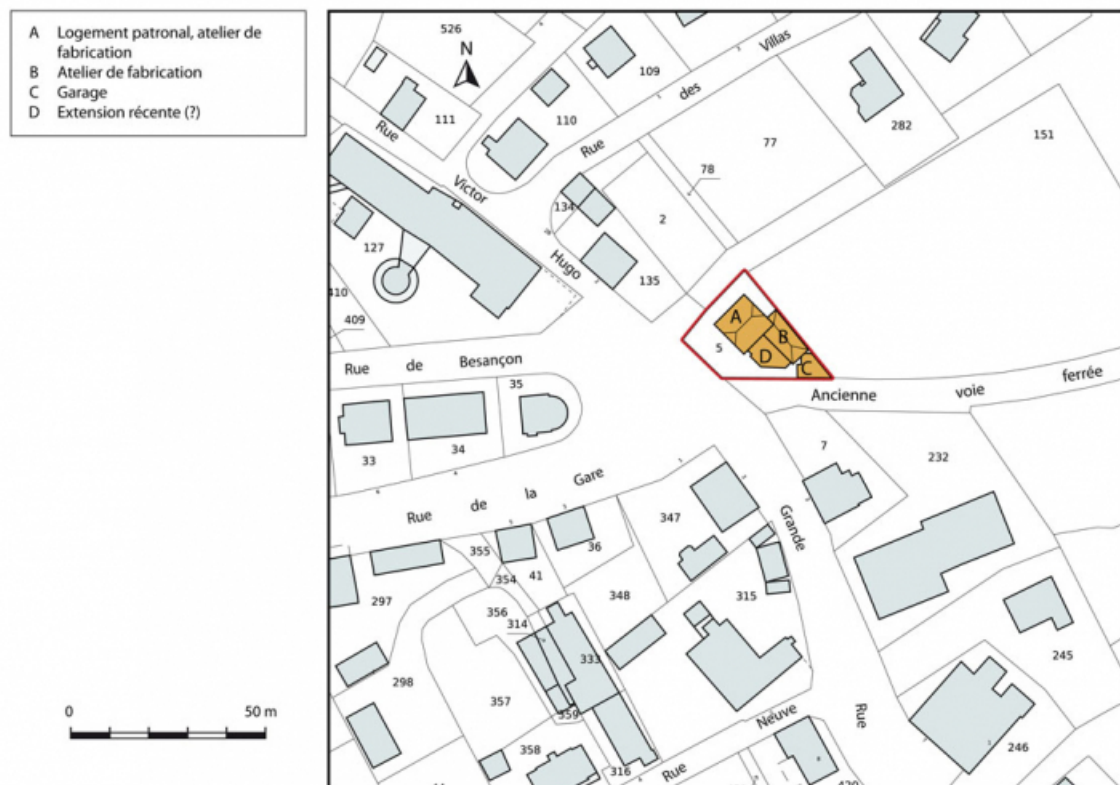 A Logement patronal, atelier de
fabrication
B Atelier de fabrication
C Garage
D Extension récente (?)
N
526
109
Rue des Villas
111
110
Rue Victor Hugo
77
282
151
78
134
2
127
135
410
409
A
B
D
C
5
Rue de Besançon
35
Ancienne voie ferrée
33
34
7
232
Rue de la Gare
347
Grande Rue
36
355
354
41
297
356
348
315
314
333
298
357
245
359
Rue Neuve
358
246
316
0 50 m